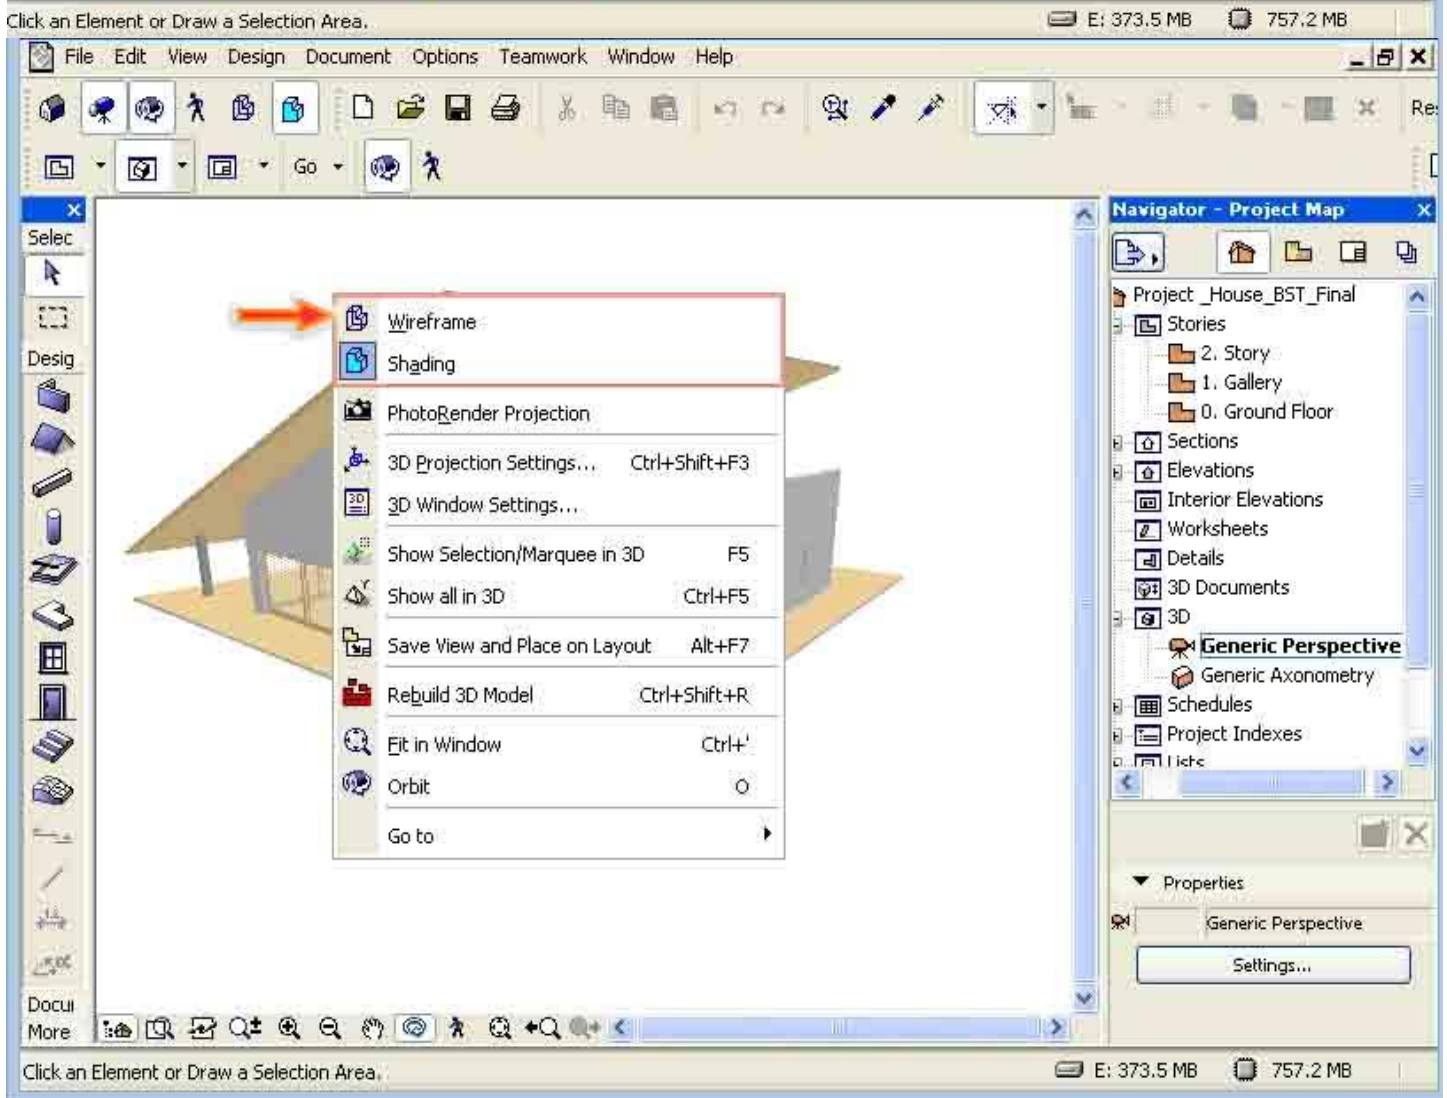 Click an Element or Draw a Selection Area.
E: 373.5 MB
757.2 MB
File Edit View Design Document Options Teamwork Window Help
Re
Go
Selec
Desig
Docu
More
Wireframe
Shading
PhotoRender Projection
3D Projection Settings... Ctrl+Shift+F3
3D Window Settings...
Show Selection/Marquee in 3D F5
Show all in 3D Ctrl+F5
Save View and Place on Layout Alt+F7
Rebuild 3D Model Ctrl+Shift+R
Fit in Window Ctrl+'
Orbit O
Go to
Navigator - Project Map
Project _House_BST_Final
Stories
2. Story
1. Gallery
0. Ground Floor
Sections
Elevations
Interior Elevations
Worksheets
Details
3D Documents
3D
Generic Perspective
Generic Axonometry
Schedules
Project Indexes
Lists
Properties
Generic Perspective
Settings...
Click an Element or Draw a Selection Area.
E: 373.5 MB
757.2 MB